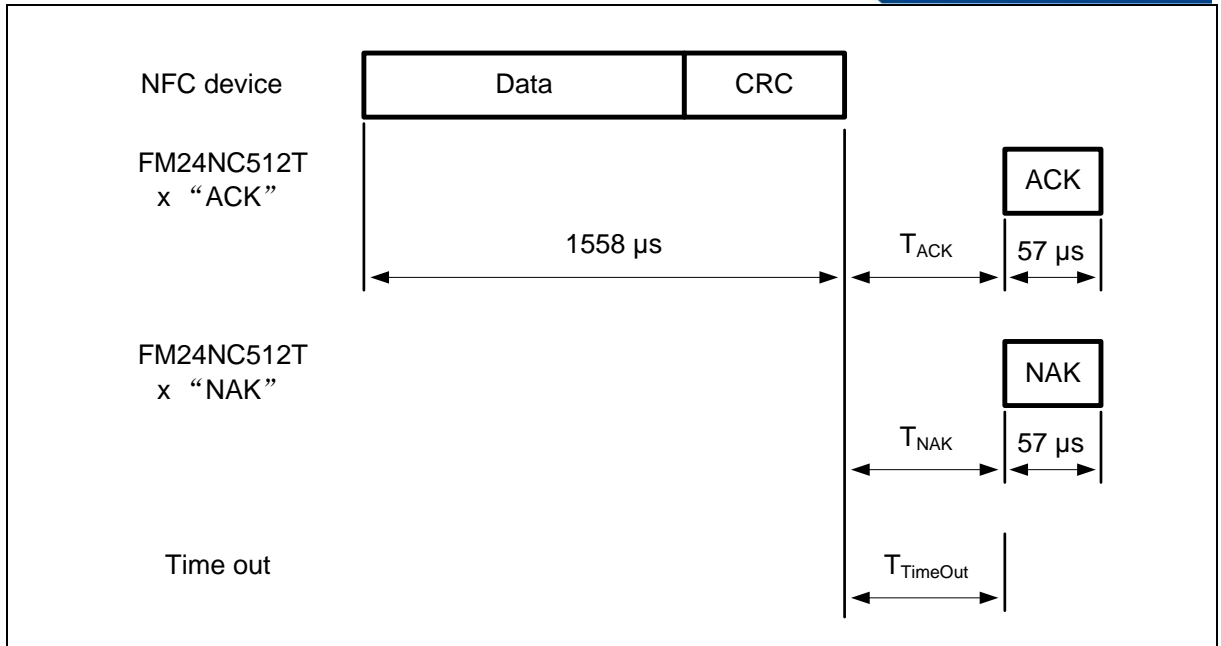 NFC device
Data
CRC
FM24NC512T
x “ACK”
ACK
1558 μs
TACK
57 μs
FM24NC512T
x “NAK”
NAK
TNAK
57 μs
Time out
TTimeOut